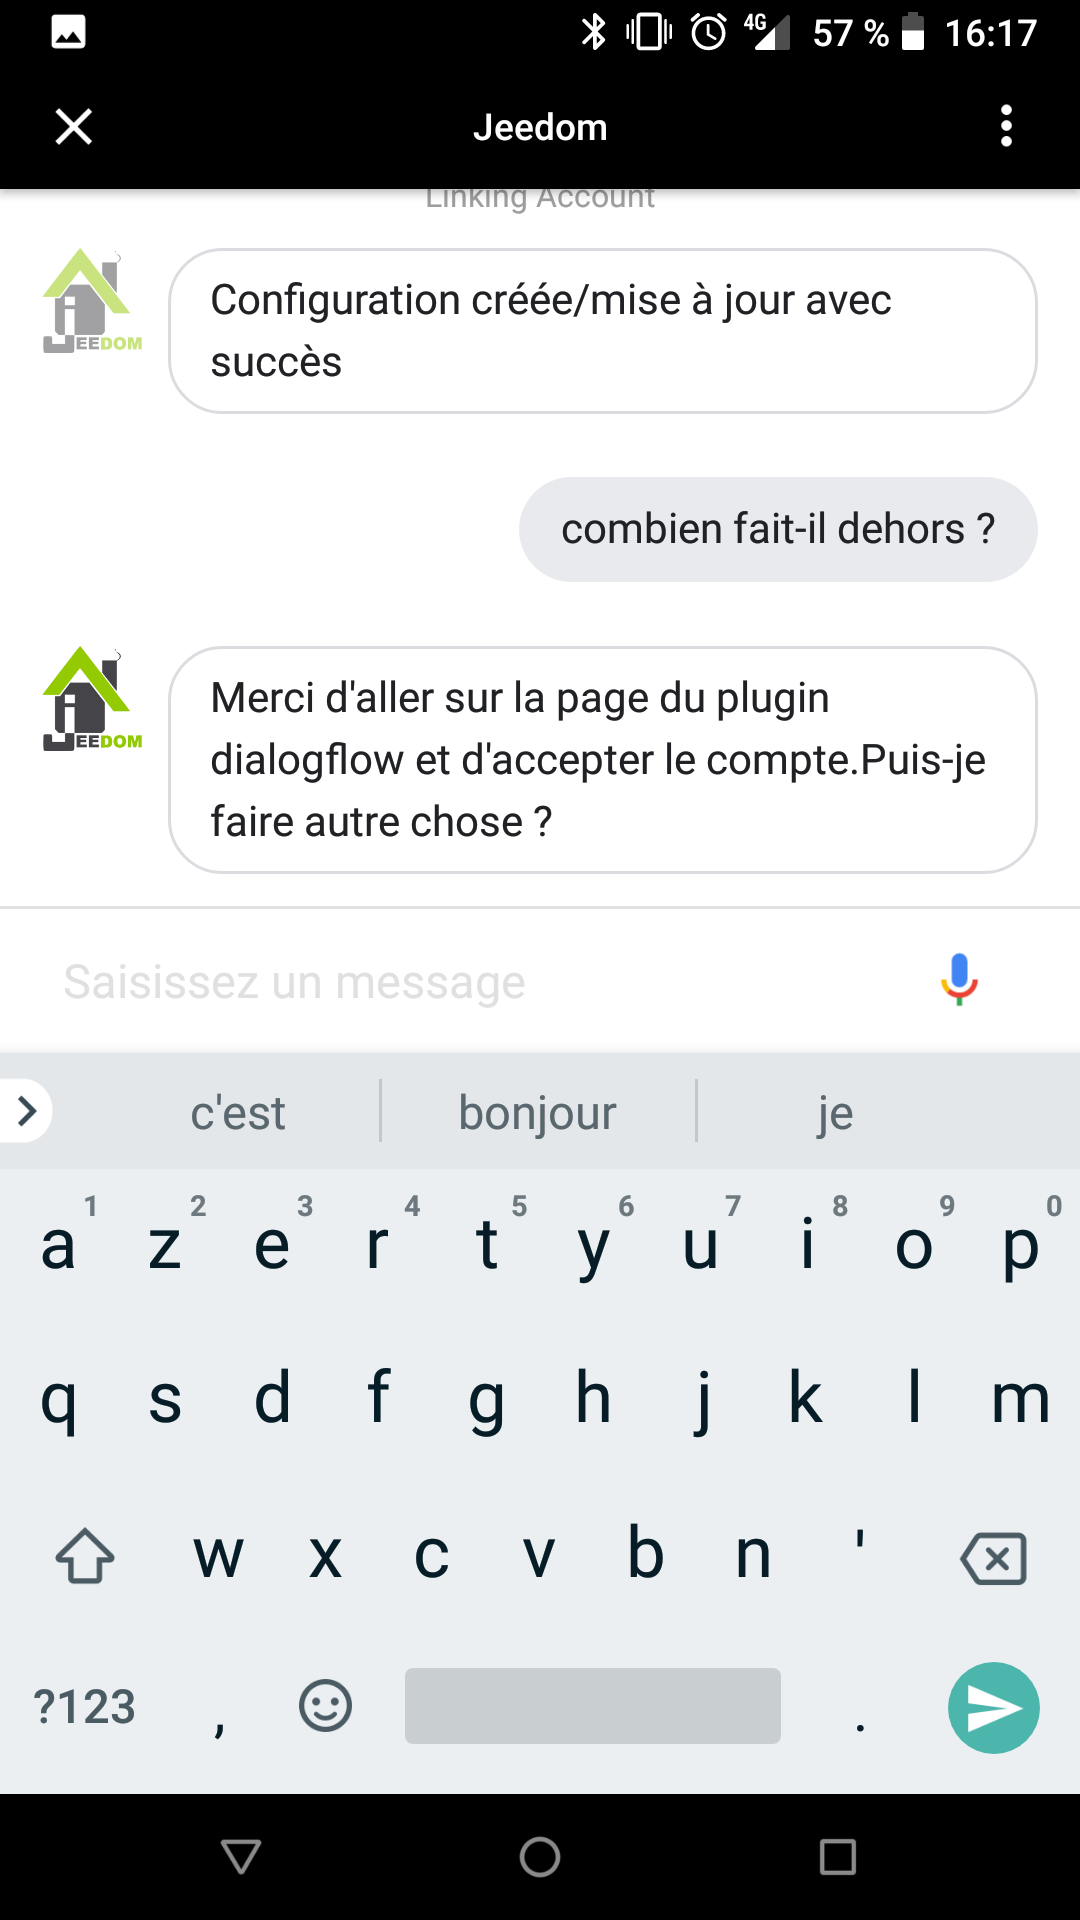 4G 57 % 16:17
Jeedom
Linking Account
JEEDOM
Configuration créée/mise à jour avec
succès
combien fait-il dehors ?
JEEDOM
Merci d'aller sur la page du plugin
dialogflow et d'accepter le compte.Puis-je
faire autre chose ?
Saisissez un message
c'est bonjour je
1 2 3 4 5 6 7 8 9 0
a z e r t y u i o p
q s d f g h j k l m
w x c v b n '
?123 , .